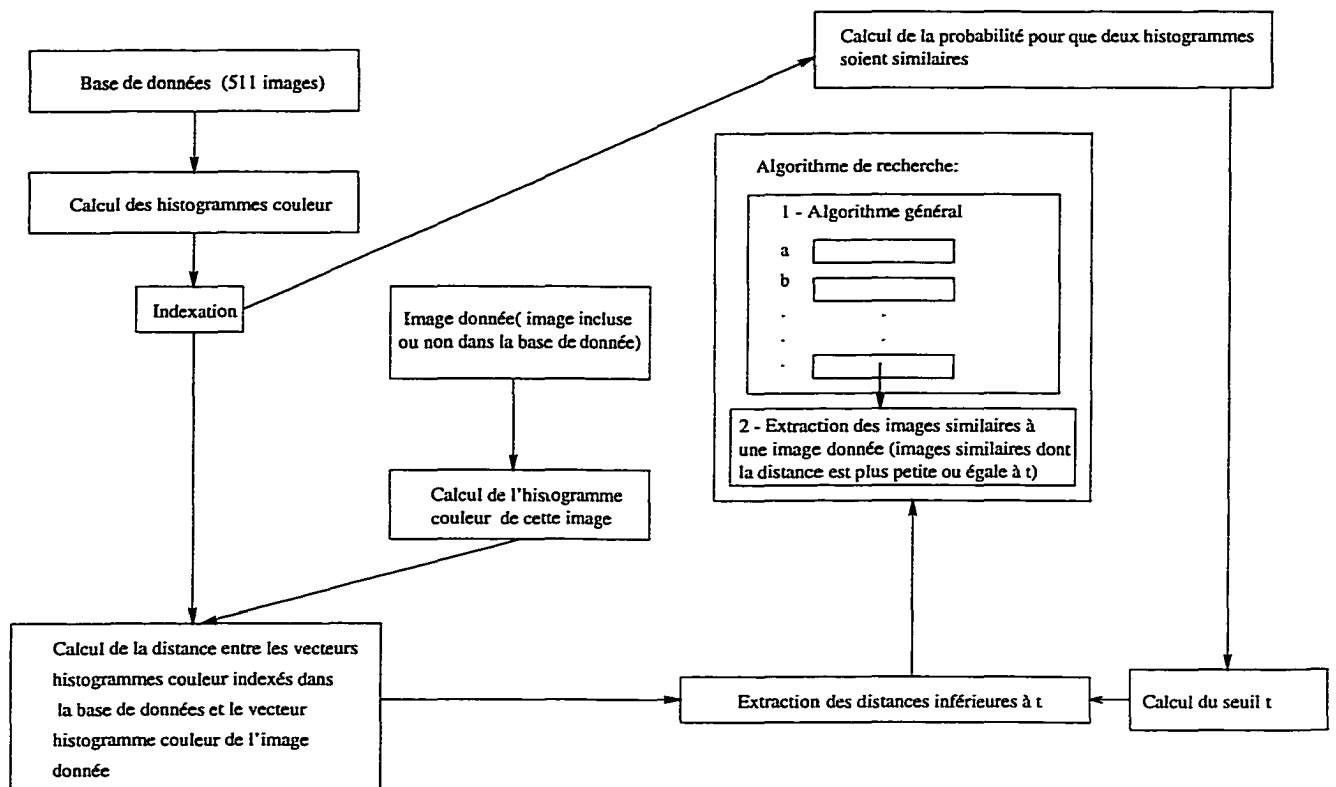 Calcul de la probabilité pour que deux histogrammes
soient similaires
Base de données (511 images)
Algorithme de recherche:
Calcul des histogrammes couleur
1 - Algorithme général
a
b
Indexation
Image donnée( image incluse
ou non dans la base de donnée)
2 - Extraction des images similaires à
une image donnée (images similaires dont
la distance est plus petite ou égale à t)
Calcul de l'histogramme
couleur de cette image
Calcul de la distance entre les vecteurs
histogrammes couleur indexés dans
la base de données et le vecteur
histogramme couleur de l'image
donnée
Extraction des distances inférieures à t
Calcul du seuil t